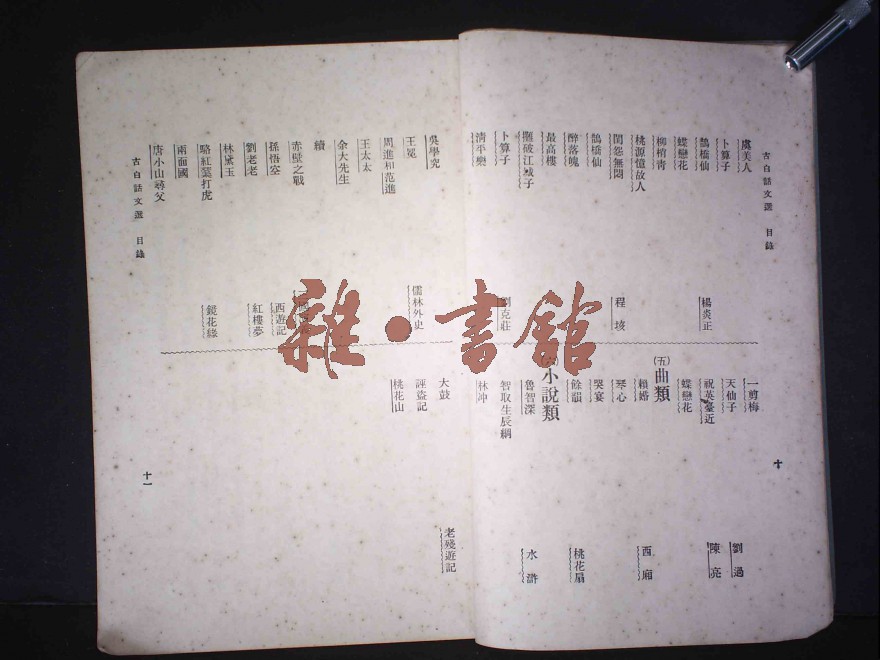 古白話文選 目錄
虞美人
卜算子
鵲橋仙 楊炎正
蝶戀花
柳梢青
桃源憶故人
閨怨無悶 程垓
鵲橋仙
醉落魄
最高樓
攤破江城子
卜算子 劉克莊
清平樂
一剪梅
天仙子 劉過
祝英臺近 陳亮
蝶戀花
(五)曲類
賴婚 西廂
琴心
哭宴
餘韻 桃花扇
小說類
魯智深 水滸
智取生辰綱
林冲
十
吳學究
王冕 儒林外史
周進和范進
王太太
余大先生
續
赤壁之戰
孫悟空 西遊記
劉老老 紅樓夢
林黛玉
駱紅蕖打虎 鏡花緣
兩面國
唐小山尋父
大鼓 老殘遊記
誣盜記
桃花山
古白話文選 目錄
十一
雜•書館